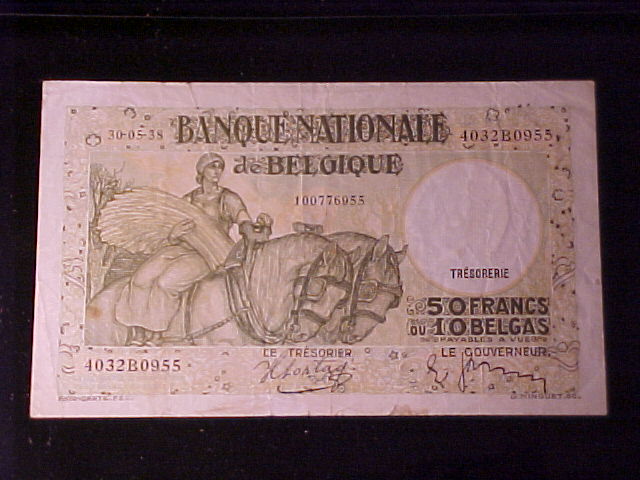 30-05-38 BANQUE NATIONALE 4032B0955
de BELGIQUE
100776955
TRÉSORERIE
50 FRANCS
OU 10 BELGAS
PAYABLES A VUE
LE TRÉSORIER LE GOUVERNEUR
4032B0955